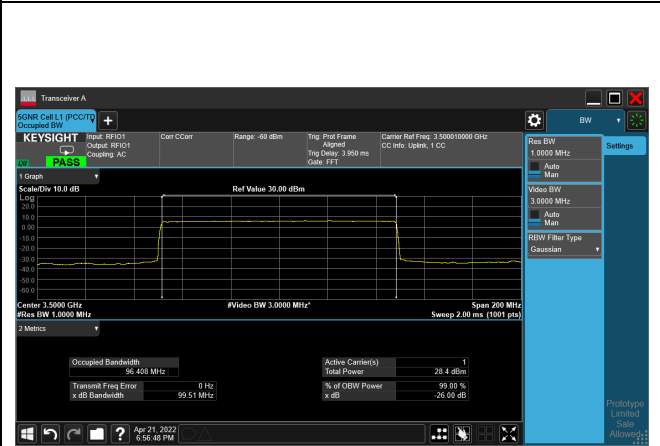 Transceiver A
5GNR Cell L1 (PCC/TD
Occupied BW
KEYSIGHT
LXI
PASS
Input: RFIO1
Output: RFIO1
Coupling: AC
Corr CCorr
Range: -60 dBm
Trig: Prot Frame
Aligned
Trig Delay: 3.950 ms
Gate: FFT
Carrier Ref Freq: 3.500010000 GHz
CC Info: Uplink, 1 CC
BW
Res BW
1.0000 MHz
Auto
Man
Settings
Video BW
3.0000 MHz
Auto
Man
RBW Filter Type
Gaussian
1 Graph
Scale/Div 10.0 dB
Ref Value 30.00 dBm
Log
20.0
10.0
0.00
-10.0
-20.0
-30.0
-40.0
-50.0
-60.0
Center 3.5000 GHz
#Video BW 3.0000 MHz*
Span 200 MHz
#Res BW 1.0000 MHz
Sweep 2.00 ms (1001 pts)
2 Metrics
Occupied Bandwidth
96.408 MHz
Active Carrier(s) 1
Total Power 28.4 dBm
Transmit Freq Error 0 Hz
x dB Bandwidth 99.51 MHz
% of OBW Power 99.00 %
x dB -26.00 dB
Prototype
Limited
Sale
Allowed
?
Apr 21, 2022
6:56:48 PM